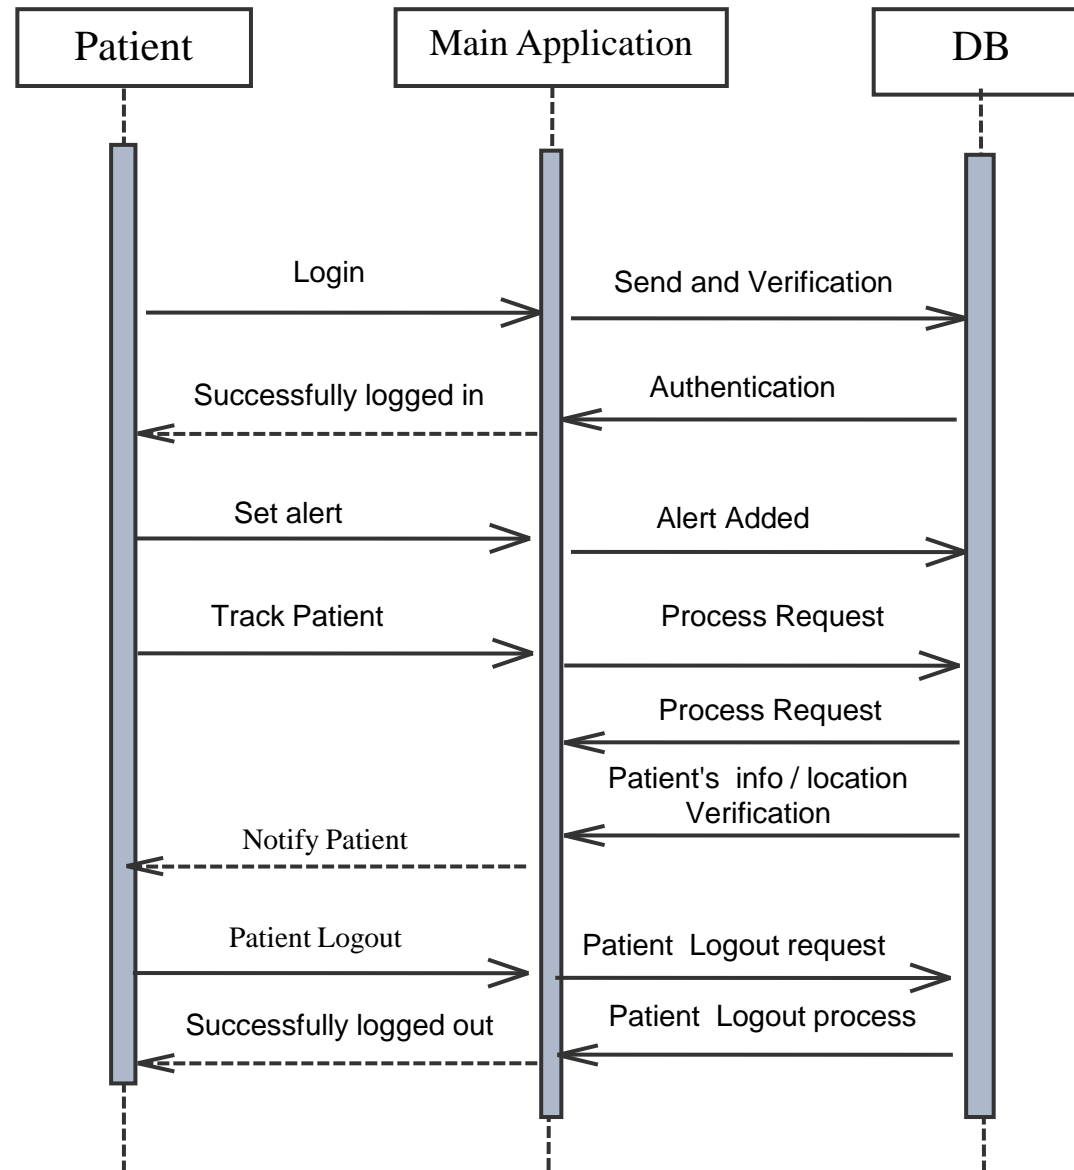 Patient
Main Application
DB
Login
Send and Verification
Successfully logged in
Authentication
Set alert
Alert Added
Track Patient
Process Request
Process Request
Patient's info / location
Verification
Notify Patient
Patient Logout
Patient Logout request
Successfully logged out
Patient Logout process